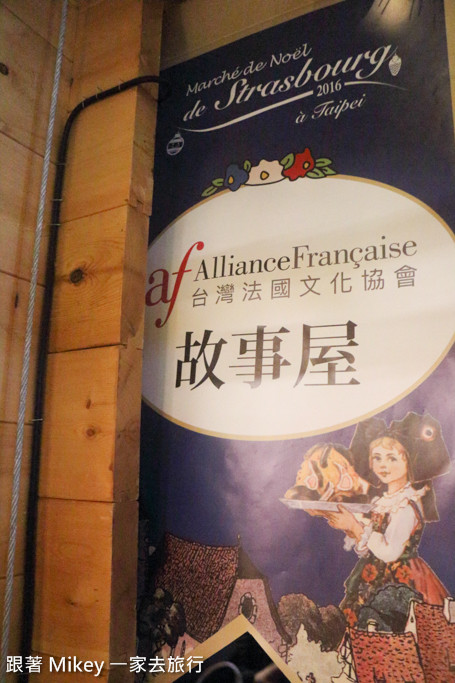 Marché de Noël
de Strasbourg
2016
à Taipei
af AllianceFrançaise
台灣法國文化協會
故事屋
跟著 Mikey 一家去旅行